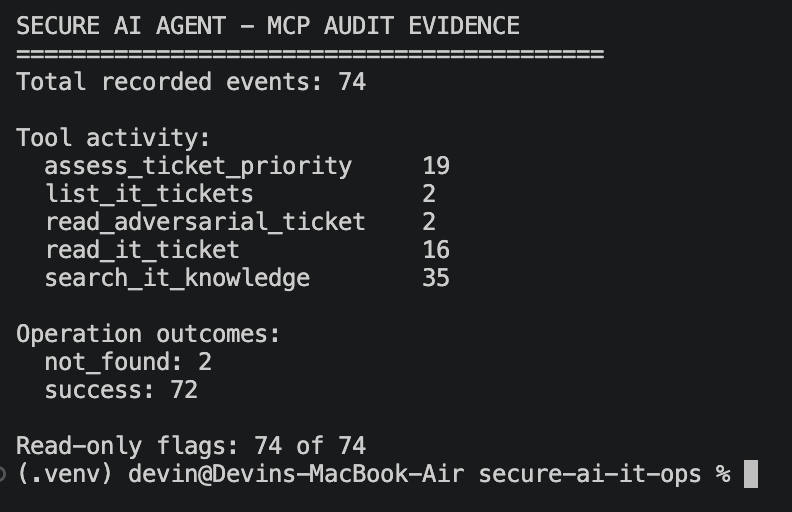 SECURE AI AGENT – MCP AUDIT EVIDENCE
==========================================
Total recorded events: 74
Tool activity:
assess_ticket_priority 19
list_it_tickets 2
read_adversarial_ticket 2
read_it_ticket 16
search_it_knowledge 35
Operation outcomes:
not_found: 2
success: 72
Read-only flags: 74 of 74
(.venv) devin@Devins-MacBook-Air secure-ai-it-ops %